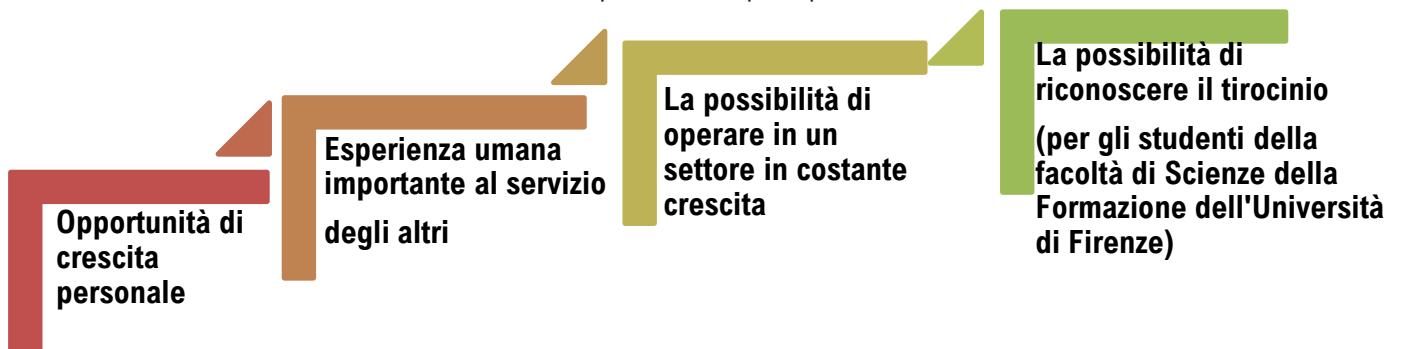 Opportunità di
crescita
personale
Esperienza umana
importante al servizio
degli altri
La possibilità di
operare in un
settore in costante
crescita
La possibilità di
riconoscere il tirocinio
(per gli studenti della
facoltà di Scienze della
Formazione dell'Università
di Firenze)